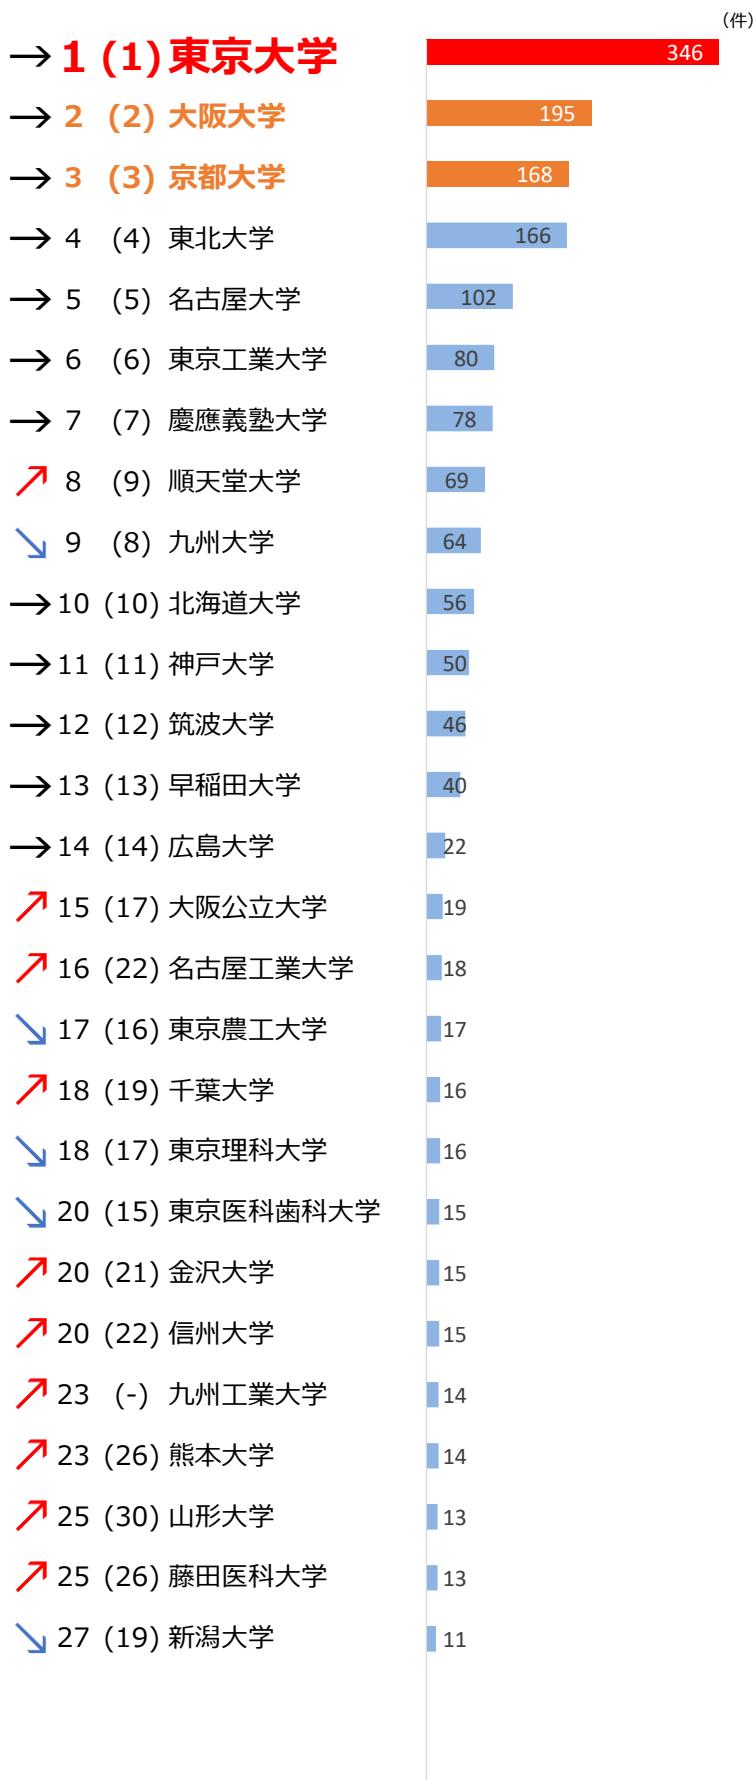 （件）
→ 1 (1) 東京大学 346
→ 2 (2) 大阪大学 195
→ 3 (3) 京都大学 168
→ 4 (4) 東北大学 166
→ 5 (5) 名古屋大学 102
→ 6 (6) 東京工業大学 80
→ 7 (7) 慶應義塾大学 78
↗ 8 (9) 順天堂大学 69
↘ 9 (8) 九州大学 64
→ 10 (10) 北海道大学 56
→ 11 (11) 神戸大学 50
→ 12 (12) 筑波大学 46
→ 13 (13) 早稲田大学 40
→ 14 (14) 広島大学 22
↗ 15 (17) 大阪公立大学 19
↗ 16 (22) 名古屋工業大学 18
↘ 17 (16) 東京農工大学 17
↗ 18 (19) 千葉大学 16
↘ 18 (17) 東京理科大学 16
↘ 20 (15) 東京医科歯科大学 15
↗ 20 (21) 金沢大学 15
↗ 20 (22) 信州大学 15
↗ 23 (-) 九州工業大学 14
↗ 23 (26) 熊本大学 14
↗ 25 (30) 山形大学 13
↗ 25 (26) 藤田医科大学 13
↘ 27 (19) 新潟大学 11